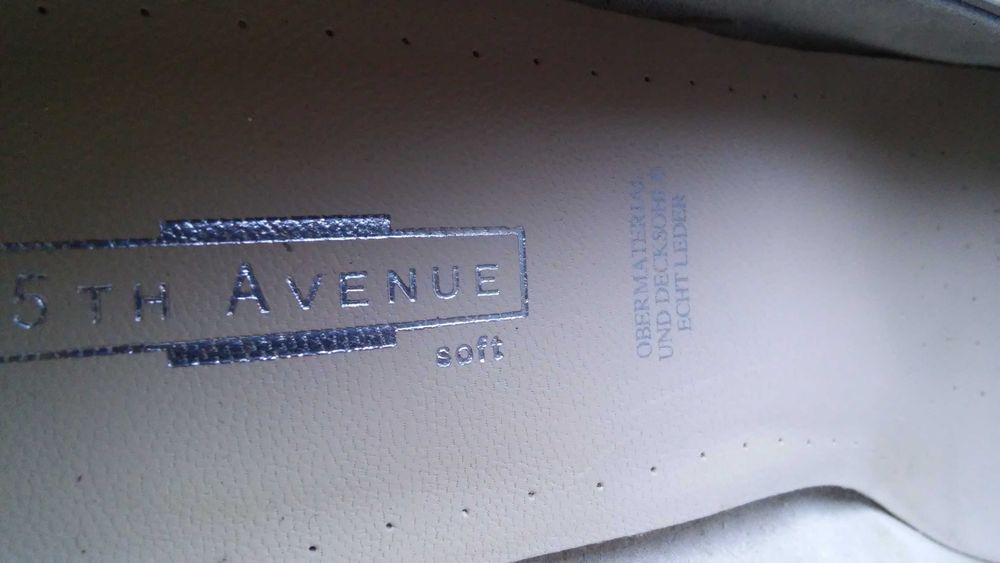 5TH AVENUE
soft
OBERMATERIAL
UND DECKSOHLE
ECHT LEDER